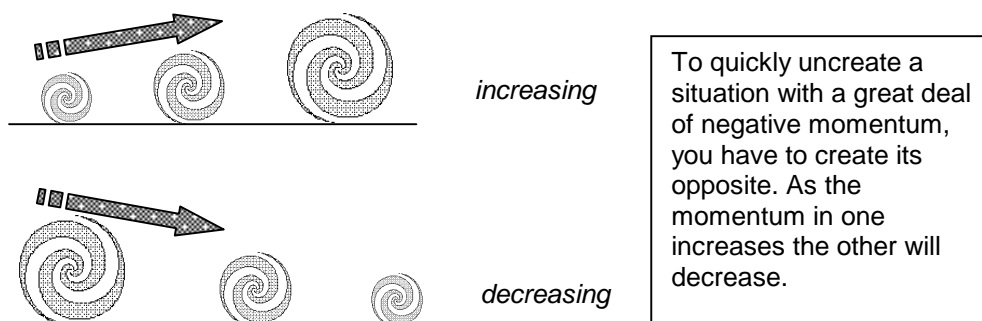 increasing
decreasing
To quickly uncreate a
situation with a great deal
of negative momentum,
you have to create its
opposite. As the
momentum in one
increases the other will
decrease.